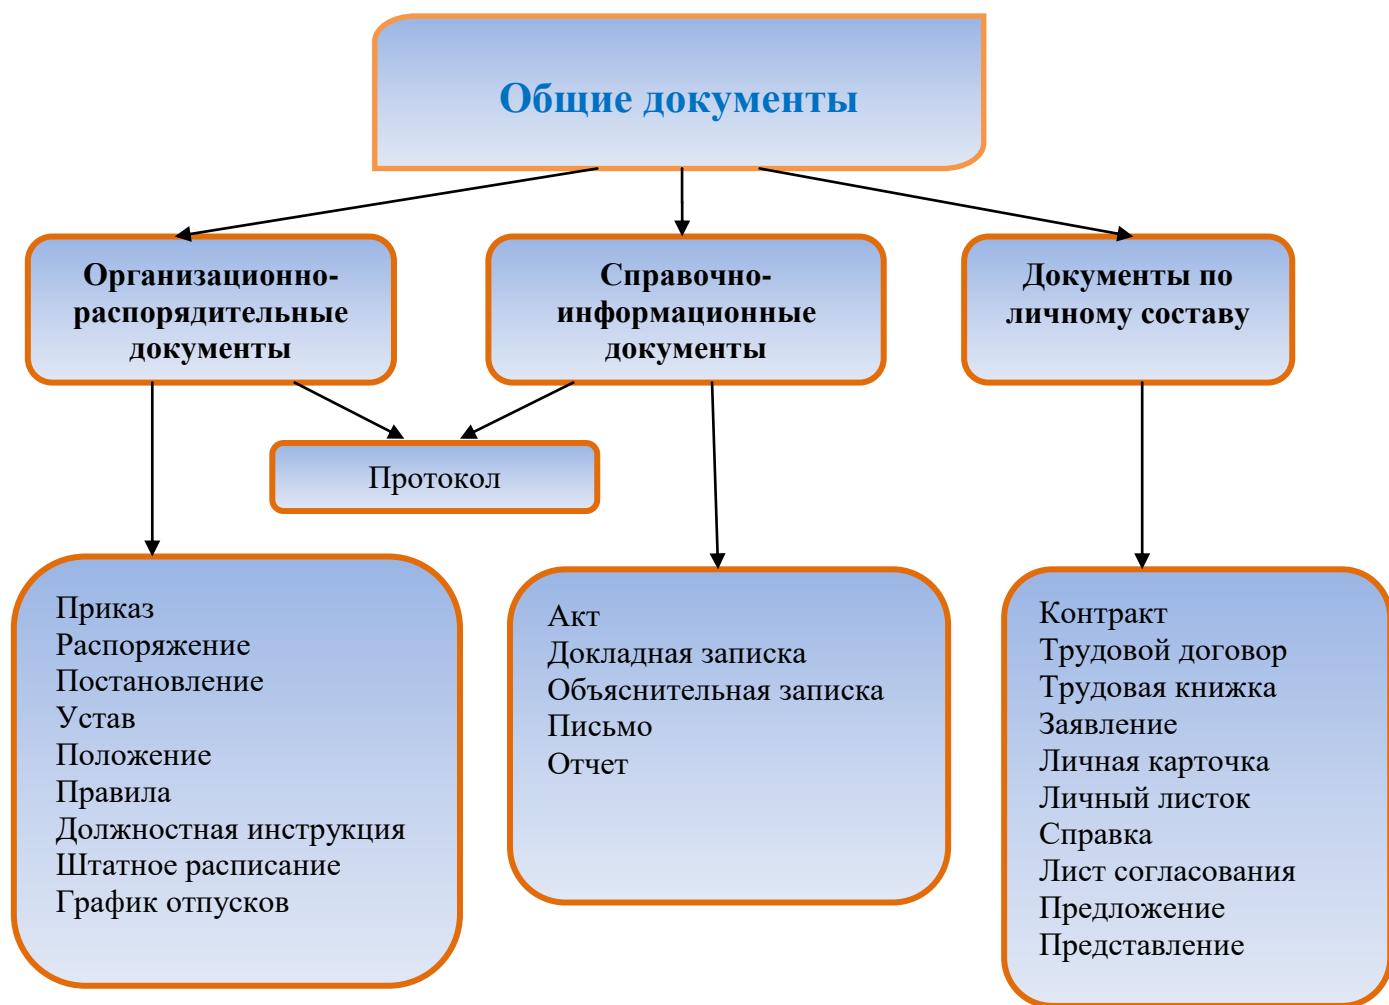 Общие документы
Организационно-
распорядительные
документы
Справочно-
информационные
документы
Документы по
личному составу
Протокол
Приказ
Распоряжение
Постановление
Устав
Положение
Правила
Должностная инструкция
Штатное расписание
График отпусков
Акт
Докладная записка
Объяснительная записка
Письмо
Отчет
Контракт
Трудовой договор
Трудовая книжка
Заявление
Личная карточка
Личный листок
Справка
Лист согласования
Предложение
Представление